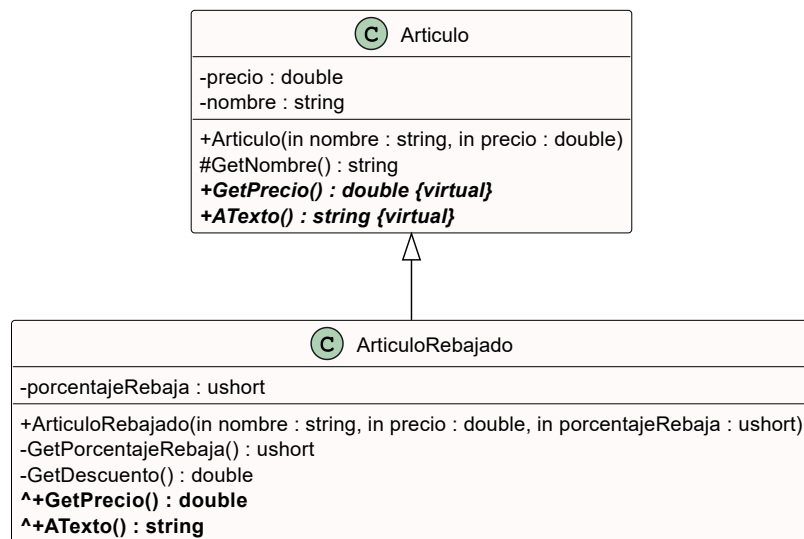 C Articulo
-precio : double
-nombre : string
+Articulo(in nombre : string, in precio : double)
#GetNombre() : string
+GetPrecio() : double {virtual}
+ATexto() : string {virtual}
C ArticuloRebajado
-porcentajeRebaja : ushort
+ArticuloRebajado(in nombre : string, in precio : double, in porcentajeRebaja : ushort)
-GetPorcentajeRebaja() : ushort
-GetDescuento() : double
^+GetPrecio() : double
^+ATexto() : string